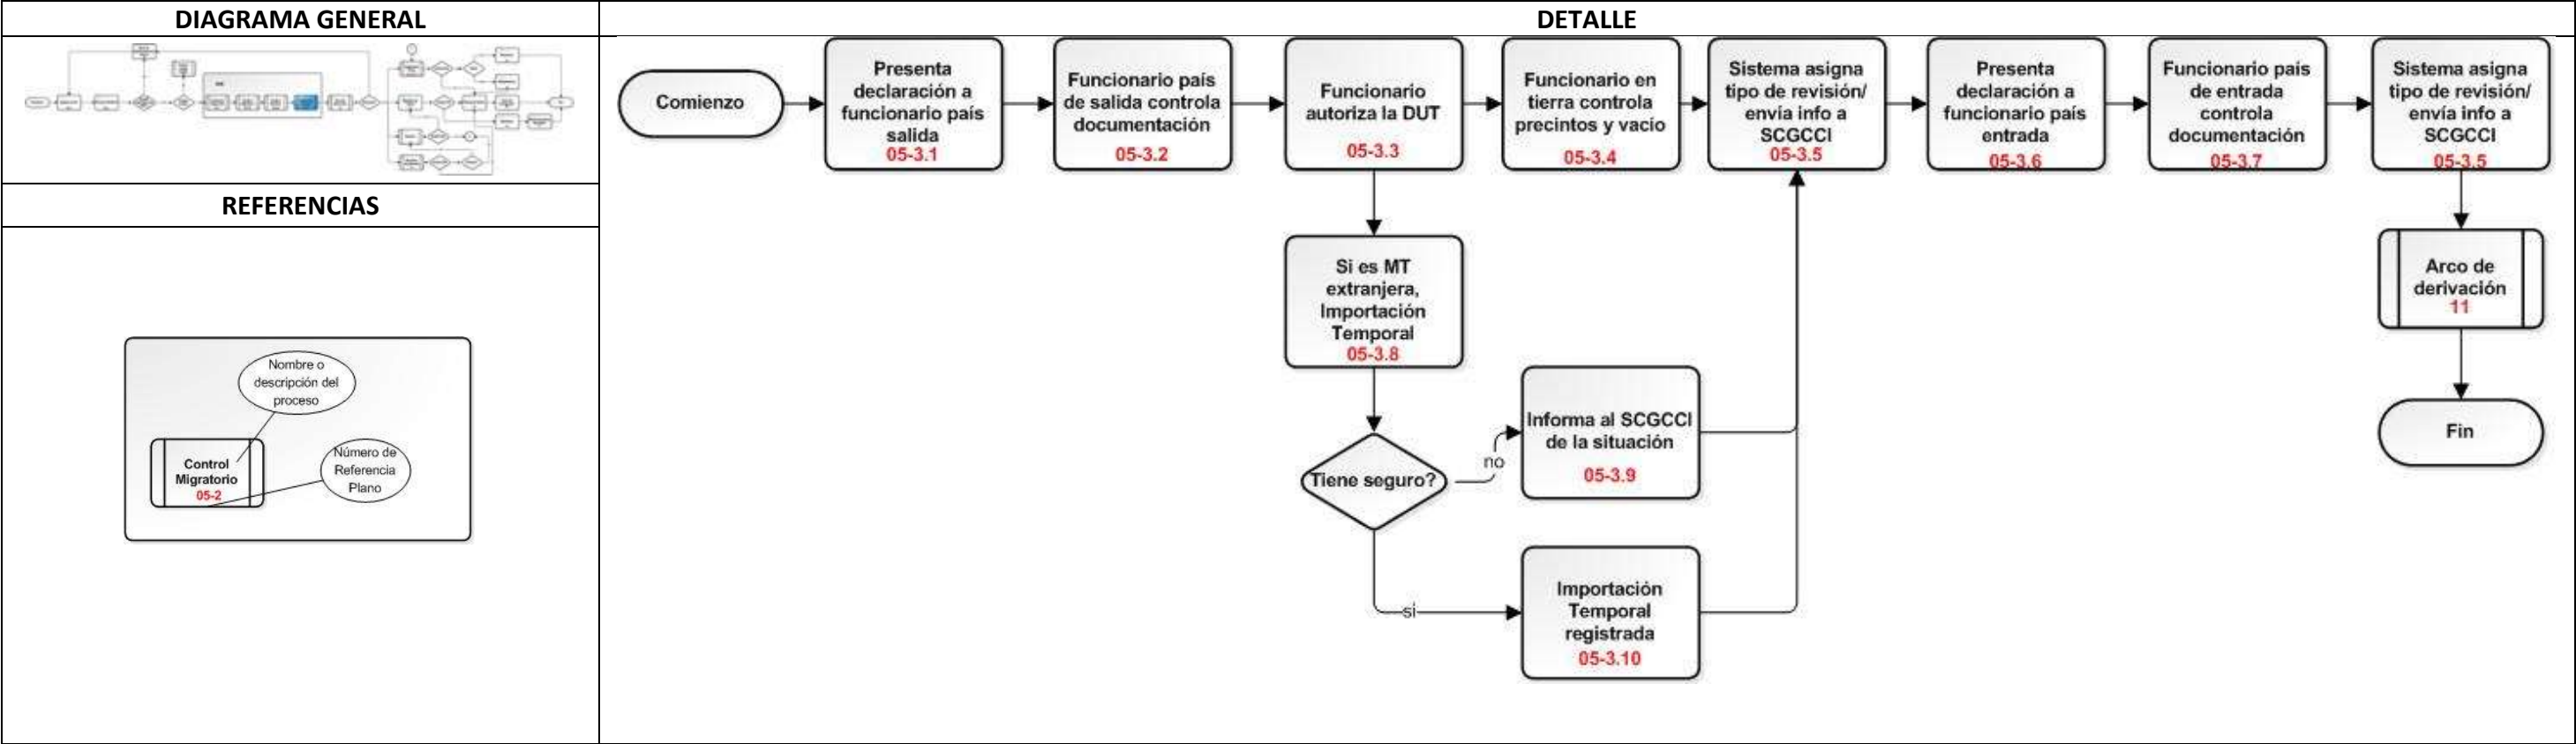 DIAGRAMA GENERAL
DETALLE
REFERENCIAS
Nombre o
descripción del
proceso
Control
Migratorio
05-2
Número de
Referencia
Plano
Comienzo
Presenta
declaración a
funcionario país
salida
05-3.1
Funcionario país
de salida controla
documentación
05-3.2
Funcionario
autoriza la DUT
05-3.3
Funcionario en
tierra controla
precintos y vacío
05-3.4
Sistema asigna
tipo de revisión/
envía info a
SCGCCI
05-3.5
Presenta
declaración a
funcionario país
entrada
05-3.6
Funcionario país
de entrada
controla
documentación
05-3.7
Sistema asigna
tipo de revisión/
envía info a
SCGCCI
05-3.5
Si es MT
extranjera,
Importación
Temporal
05-3.8
Tiene seguro?
no
Informa al SCGCCI
de la situación
05-3.9
si
Importación
Temporal
registrada
05-3.10
Arco de
derivación
11
Fin